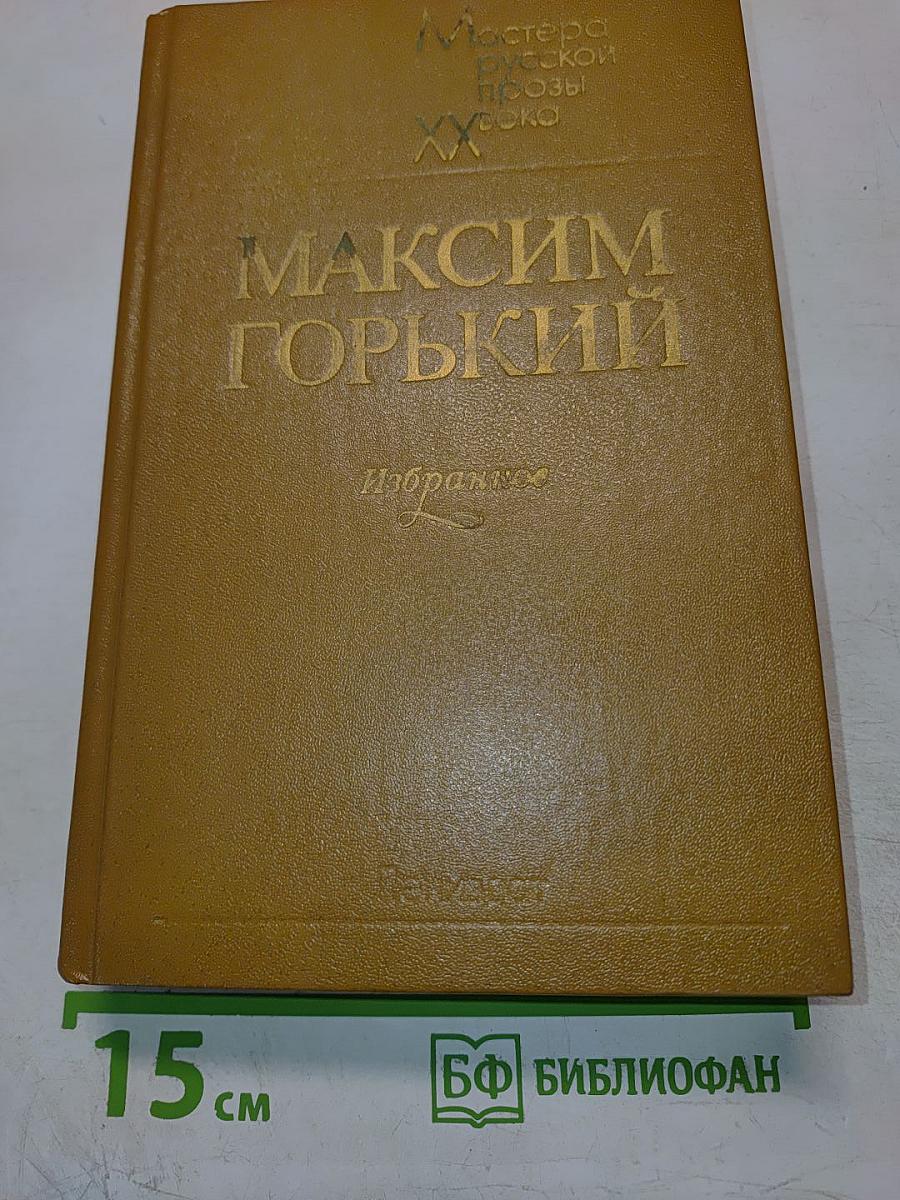 Мастера
русской
прозы
XX века
МАКСИМ
ГОРЬКИЙ
Избранное
15 см
БФ БИБЛИОФАН